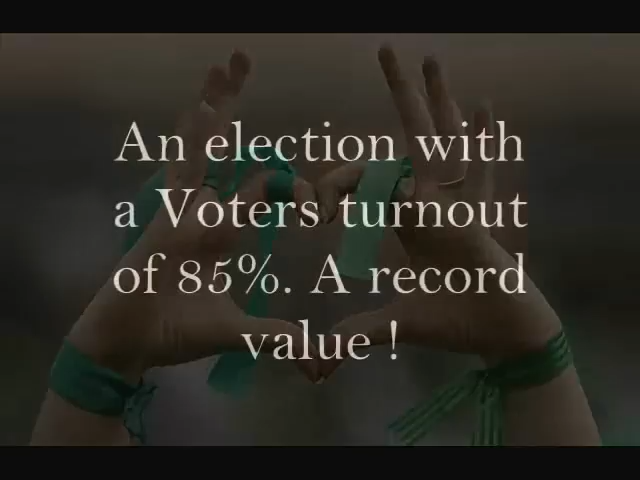 An election with
a Voters turnout
of 85%. A record
value !